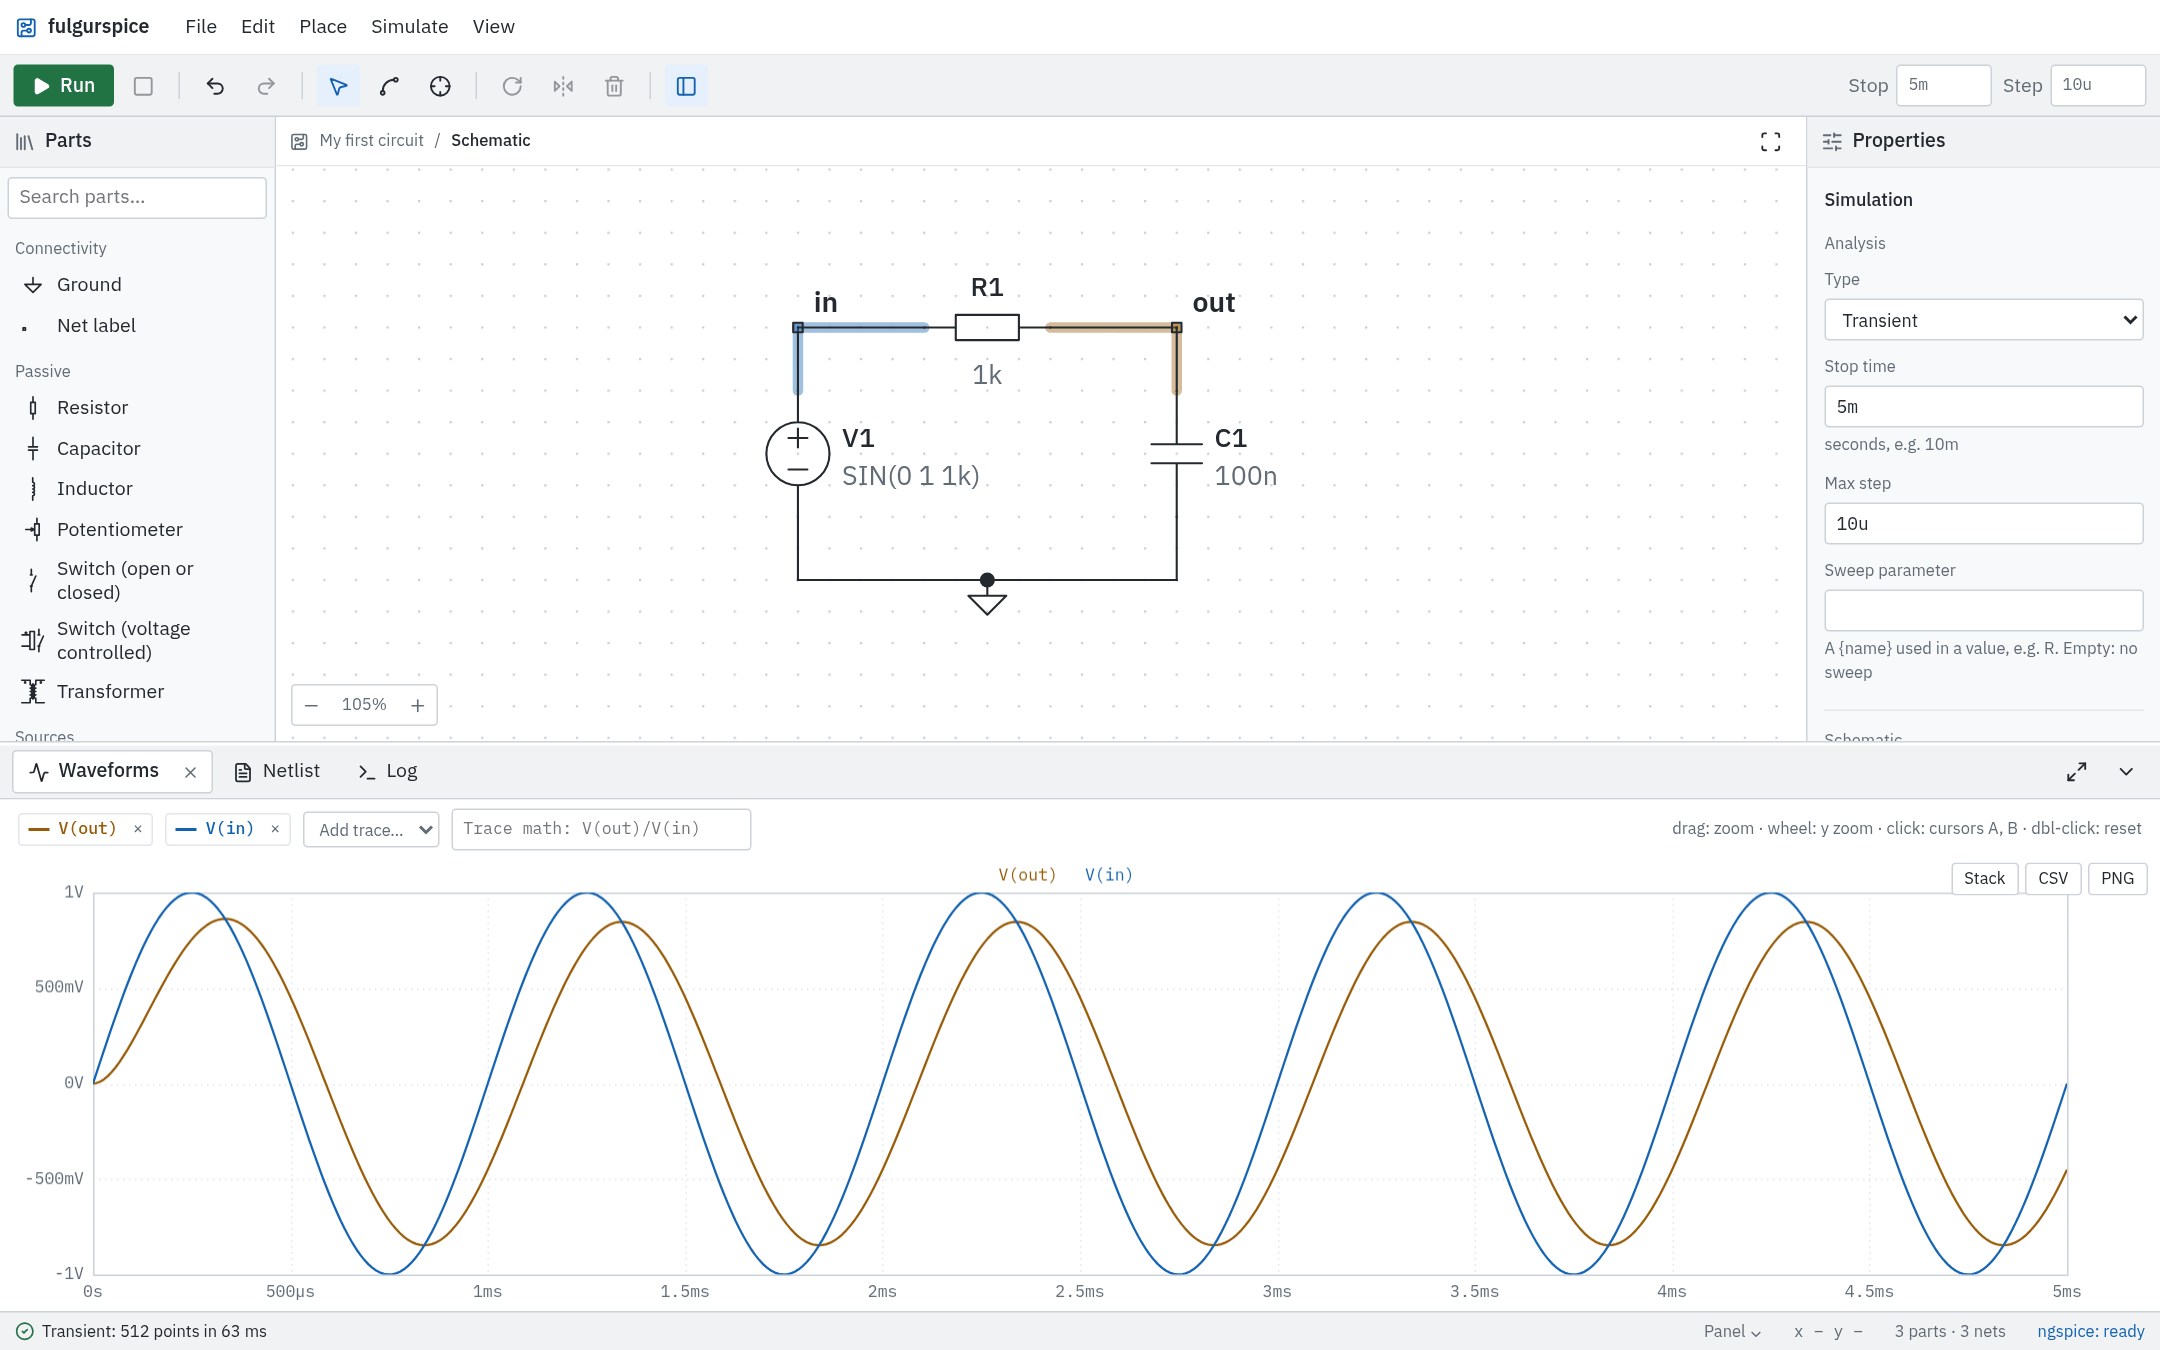 fulgurspice File Edit Place Simulate View
Run Stop 5m Step 10u
Parts
Search parts...
Connectivity
Ground
Net label
Passive
Resistor
Capacitor
Inductor
Potentiometer
Switch (open or
closed)
Switch (voltage
controlled)
Transformer
Sources
My first circuit / Schematic
in
R1
out
1k
V1
SIN(0 1 1k)
C1
100n
105%
Properties
Simulation
Analysis
Type
Transient
Stop time
5m
seconds, e.g. 10m
Max step
10u
Sweep parameter
A {name} used in a value, e.g. R. Empty: no
sweep
Schematic
Waveforms × Netlist Log
V(out) × V(in) × Add trace... Trace math: V(out)/V(in) drag: zoom · wheel: y zoom · click: cursors A, B · dbl-click: reset
V(out) V(in) Stack CSV PNG
1V
500mV
0V
-500mV
-1V
0s 500µs 1ms 1.5ms 2ms 2.5ms 3ms 3.5ms 4ms 4.5ms 5ms
Transient: 512 points in 63 ms Panel x – y – 3 parts · 3 nets ngspice: ready